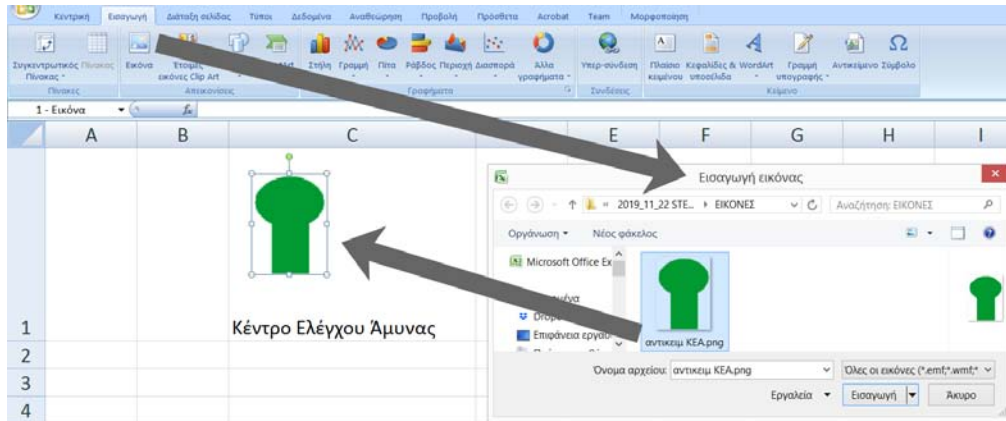 Κεντρική Εισαγωγή Διάταξη σελίδας Τύποι Δεδομένα Αναθεώρηση Προβολή Πρόσθετα Acrobat Team Μορφοποίηση
Συγκεντρωτικός Πίνακας Εικόνα Έτοιμες Στήλη Γραμμή Πίτα Ράβδος Περιοχή Διασπορά Άλλα Υπερ-σύνδεση Πλαίσιο Κεφαλίδες & WordArt Γραμμή Αντικείμενο Σύμβολο
Πίνακας εικόνες Clip Art γραφήματα κειμένου υποσέλιδα υπογραφής
Πίνακες Απεικονίσεις Γραφήματα Συνδέσεις Κείμενο
1 - Εικόνα fx
A B C E F G H I
Εισαγωγή εικόνας
« 2019_11_22 STE... ΕΙΚΟΝΕΣ Αναζήτηση: ΕΙΚΟΝΕΣ
Οργάνωση Νέος φάκελος
Microsoft Office Ex
Επιφάνεια εργασ
αντικειμ ΚΕΑ.png
1 Κέντρο Ελέγχου Άμυνας
2
3
4
Όνομα αρχείου: αντικειμ ΚΕΑ.png Όλες οι εικόνες (*.emf;*.wmf;*
Εργαλεία Εισαγωγή Άκυρο